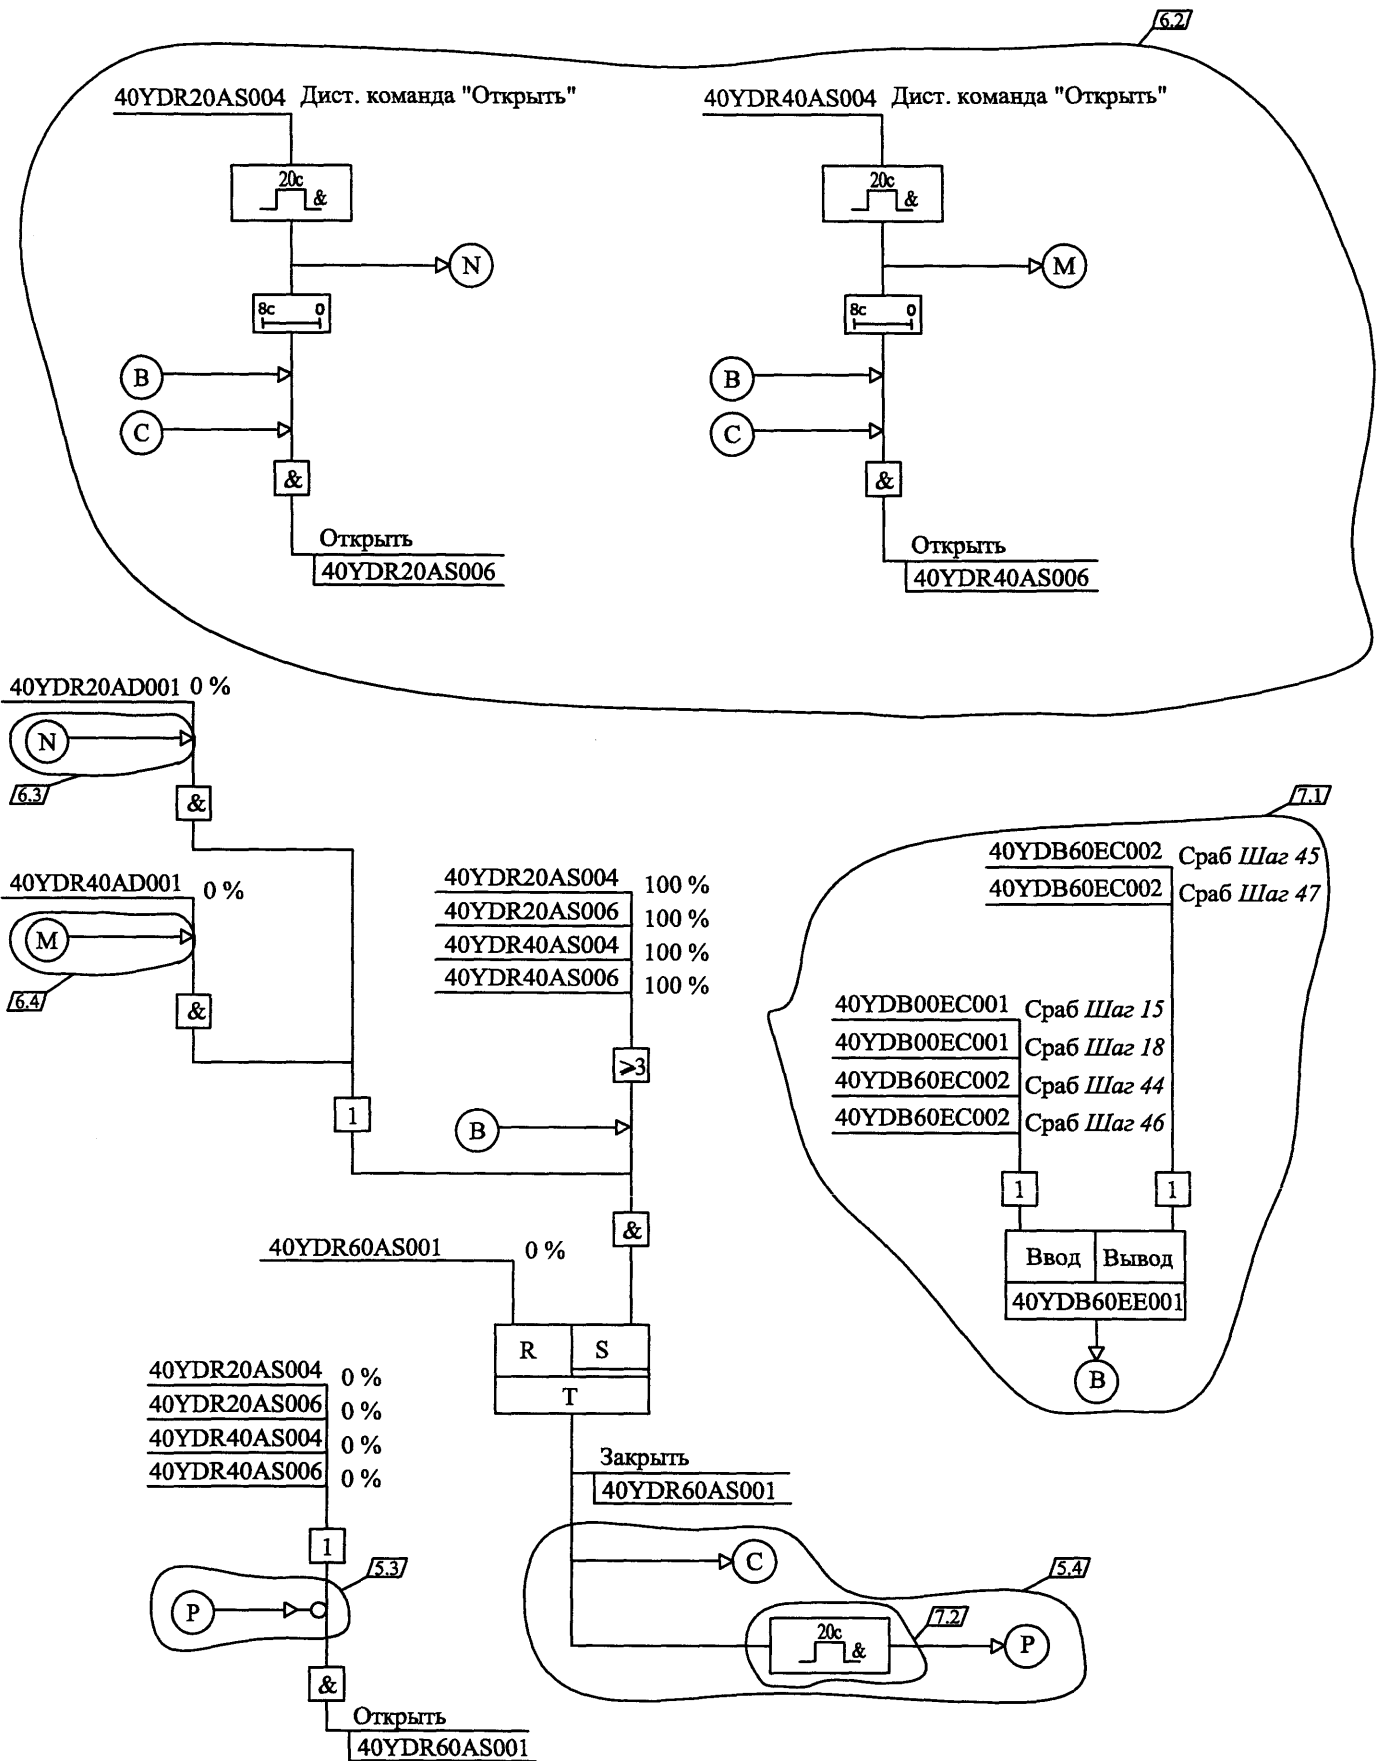 6.2
40YDR20AS004 Дист. команда "Открыть"
40YDR40AS004 Дист. команда "Открыть"
20с
&
20с
&
N
M
8с 0
8с 0
B
B
C
C
&
&
Открыть
40YDR20AS006
Открыть
40YDR40AS006
40YDR20AD001 0 %
N
6.3
&
40YDR40AD001 0 %
M
6.4
&
1
40YDR20AS004 100 %
40YDR20AS006 100 %
40YDR40AS004 100 %
40YDR40AS006 100 %
⩾3
B
&
7.1
40YDB60EC002 Сраб Шаг 45
40YDB60EC002 Сраб Шаг 47
40YDB00EC001 Сраб Шаг 15
40YDB00EC001 Сраб Шаг 18
40YDB60EC002 Сраб Шаг 44
40YDB60EC002 Сраб Шаг 46
1
1
Ввод Вывод
40YDB60EE001
B
40YDR60AS001 0 %
R S
T
40YDR20AS004 0 %
40YDR20AS006 0 %
40YDR40AS004 0 %
40YDR40AS006 0 %
1
5.3
P
&
Открыть
40YDR60AS001
Закрыть
40YDR60AS001
C
5.4
7.2
20с
&
P